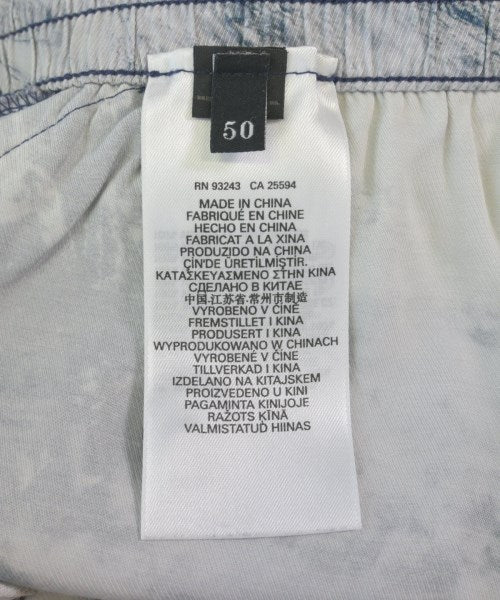 50
RN 93243 CA 25594
MADE IN CHINA
FABRIQUÉ EN CHINE
HECHO EN CHINA
FABRICAT A LA XINA
PRODUZIDO NA CHINA
ÇİN'DE ÜRETİLMİŞTİR.
ΚΑΤΑΣΚΕΥΑΣΜΕΝΟ ΣΤΗΝ ΚΙΝΑ
СДЕЛАНО В КИТАЕ
中国.江苏省.常州市制造
VYROBENO V ČINĚ
FREMSTILLET I KINA
PRODUSERT I KINA
WYPRODUKOWANO W CHINACH
VYROBENÉ V ČINE
TILLVERKAD I KINA
IZDELANO NA KITAJSKEM
PROIZVEDENO U KINI
PAGAMINTA KINIJOJE
RAŽOTS ĶĪNĀ
VALMISTATUD HIINAS